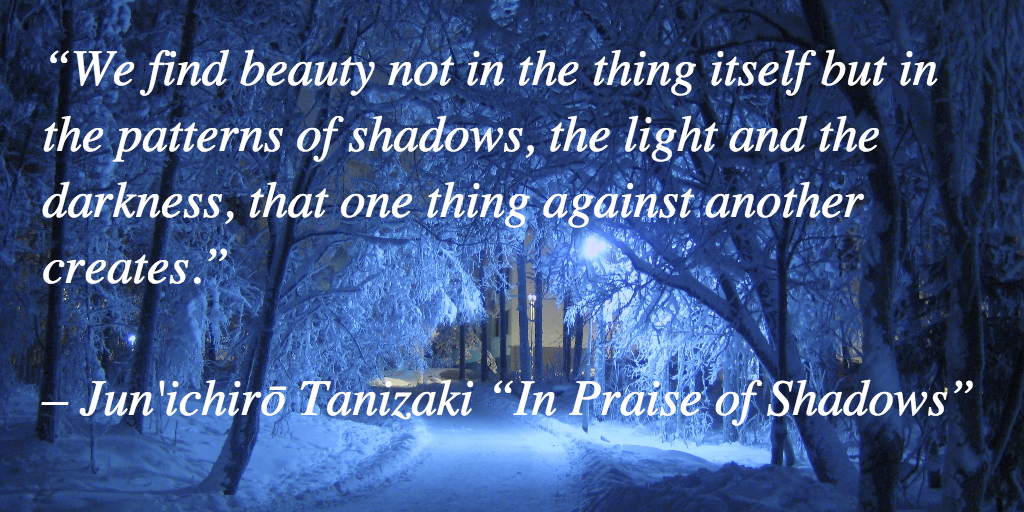 “We find beauty not in the thing itself but in
the patterns of shadows, the light and the
darkness, that one thing against another
creates.”
– Jun'ichirō Tanizaki “In Praise of Shadows”